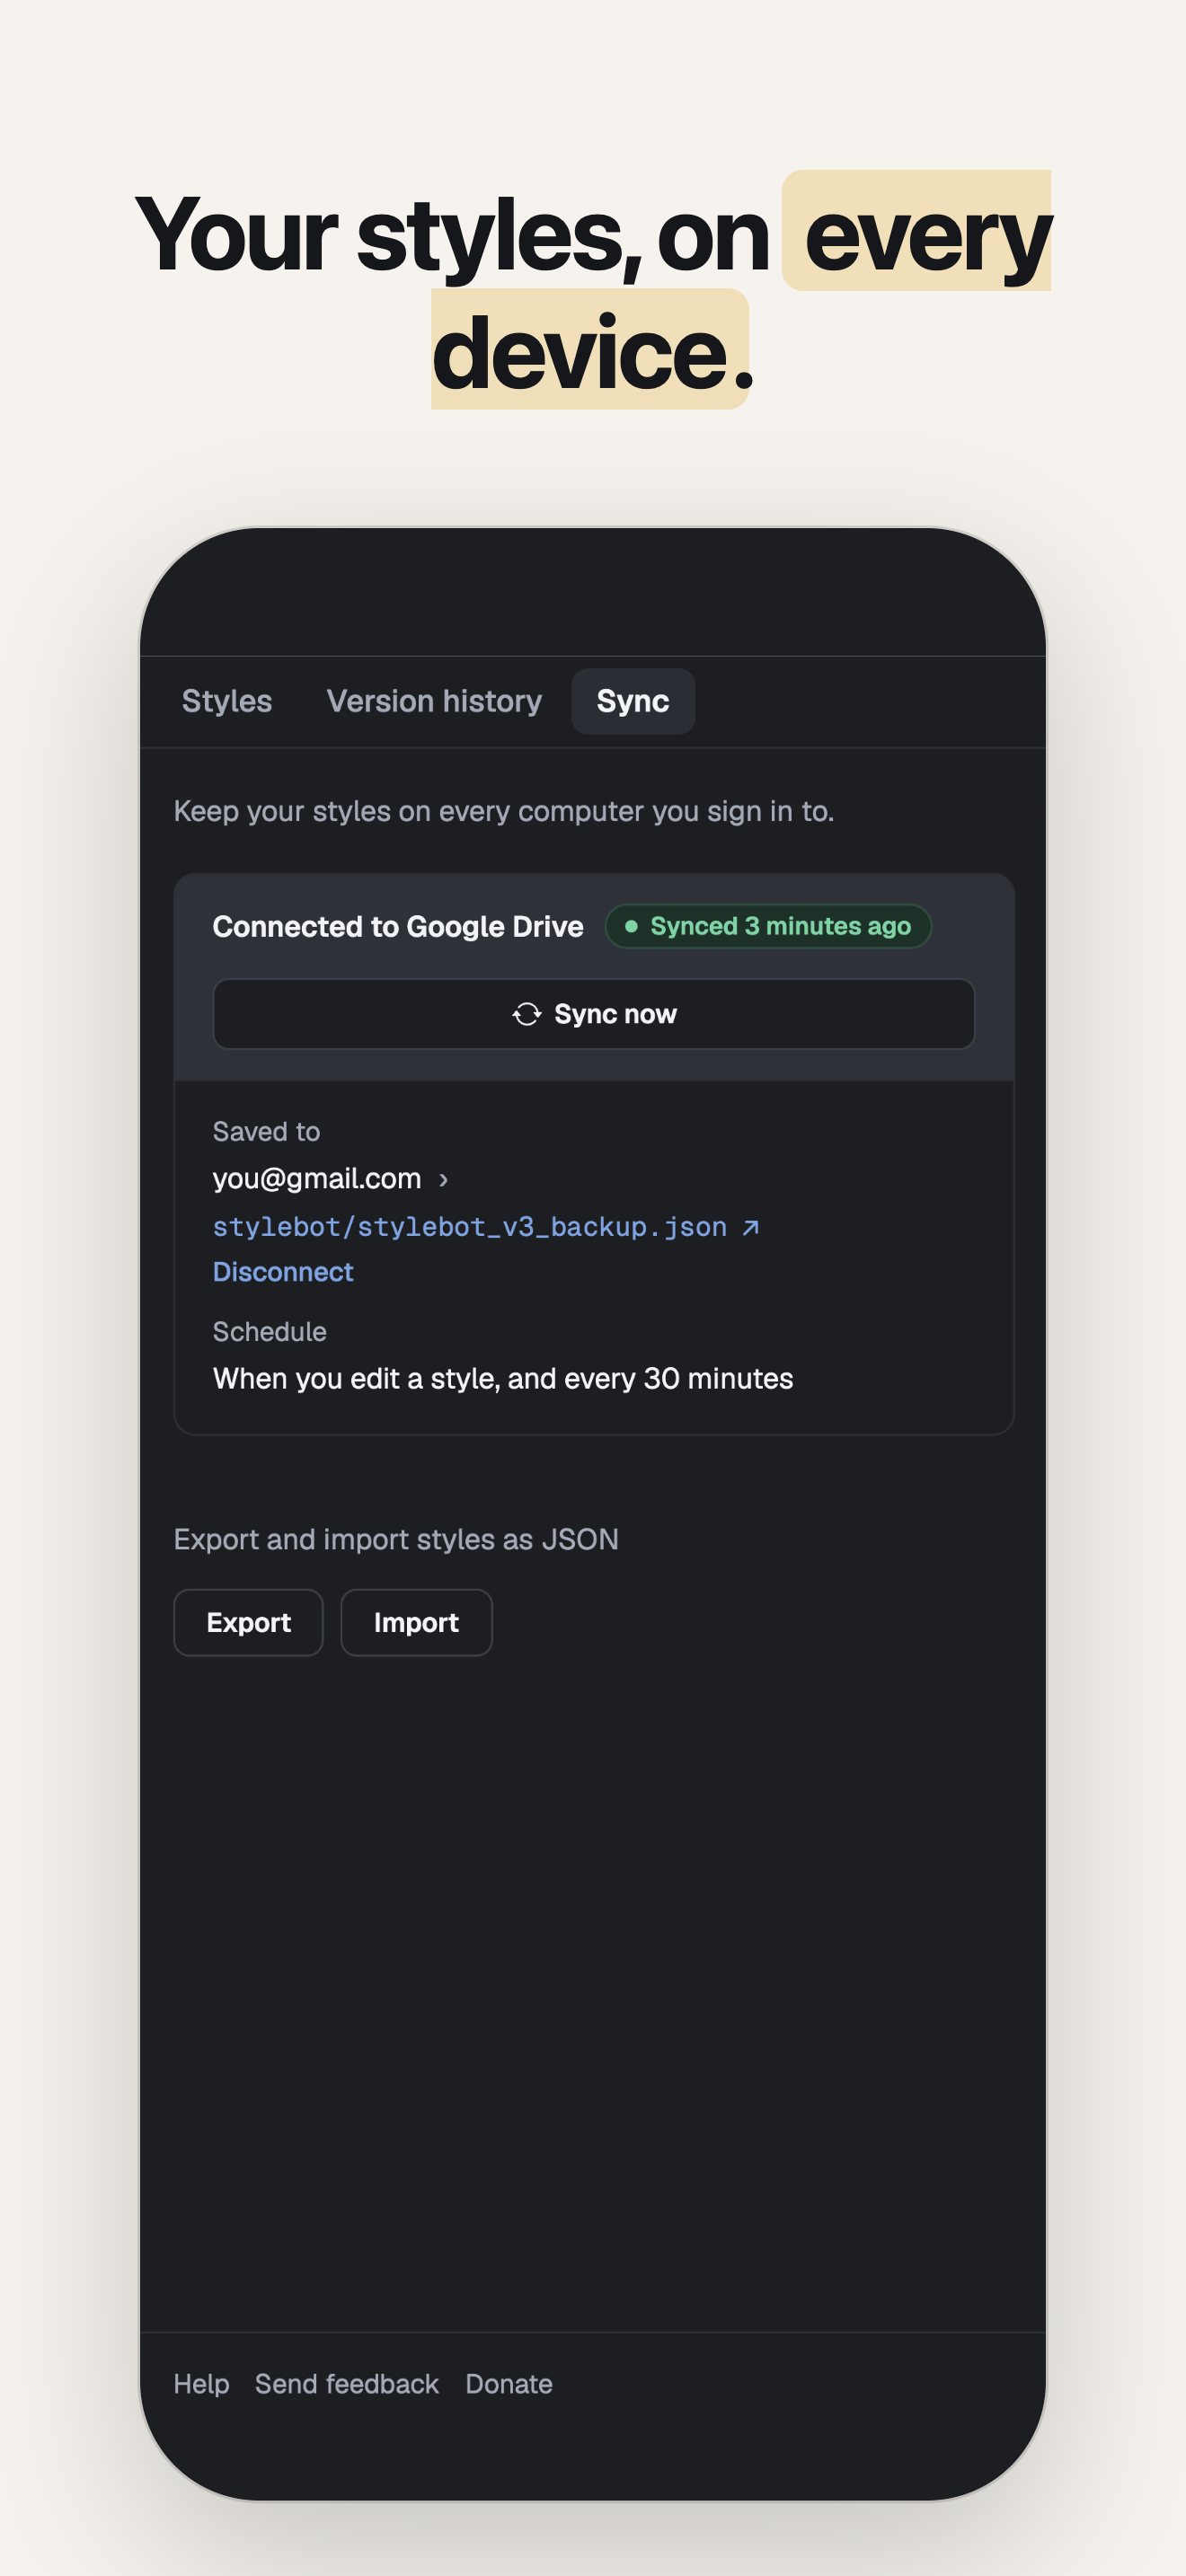 Your styles, on every
device.
Styles Version history Sync
Keep your styles on every computer you sign in to.
Connected to Google Drive Synced 3 minutes ago
Sync now
Saved to
you@gmail.com ›
stylebot/stylebot_v3_backup.json ↗
Disconnect
Schedule
When you edit a style, and every 30 minutes
Export and import styles as JSON
Export Import
Help Send feedback Donate